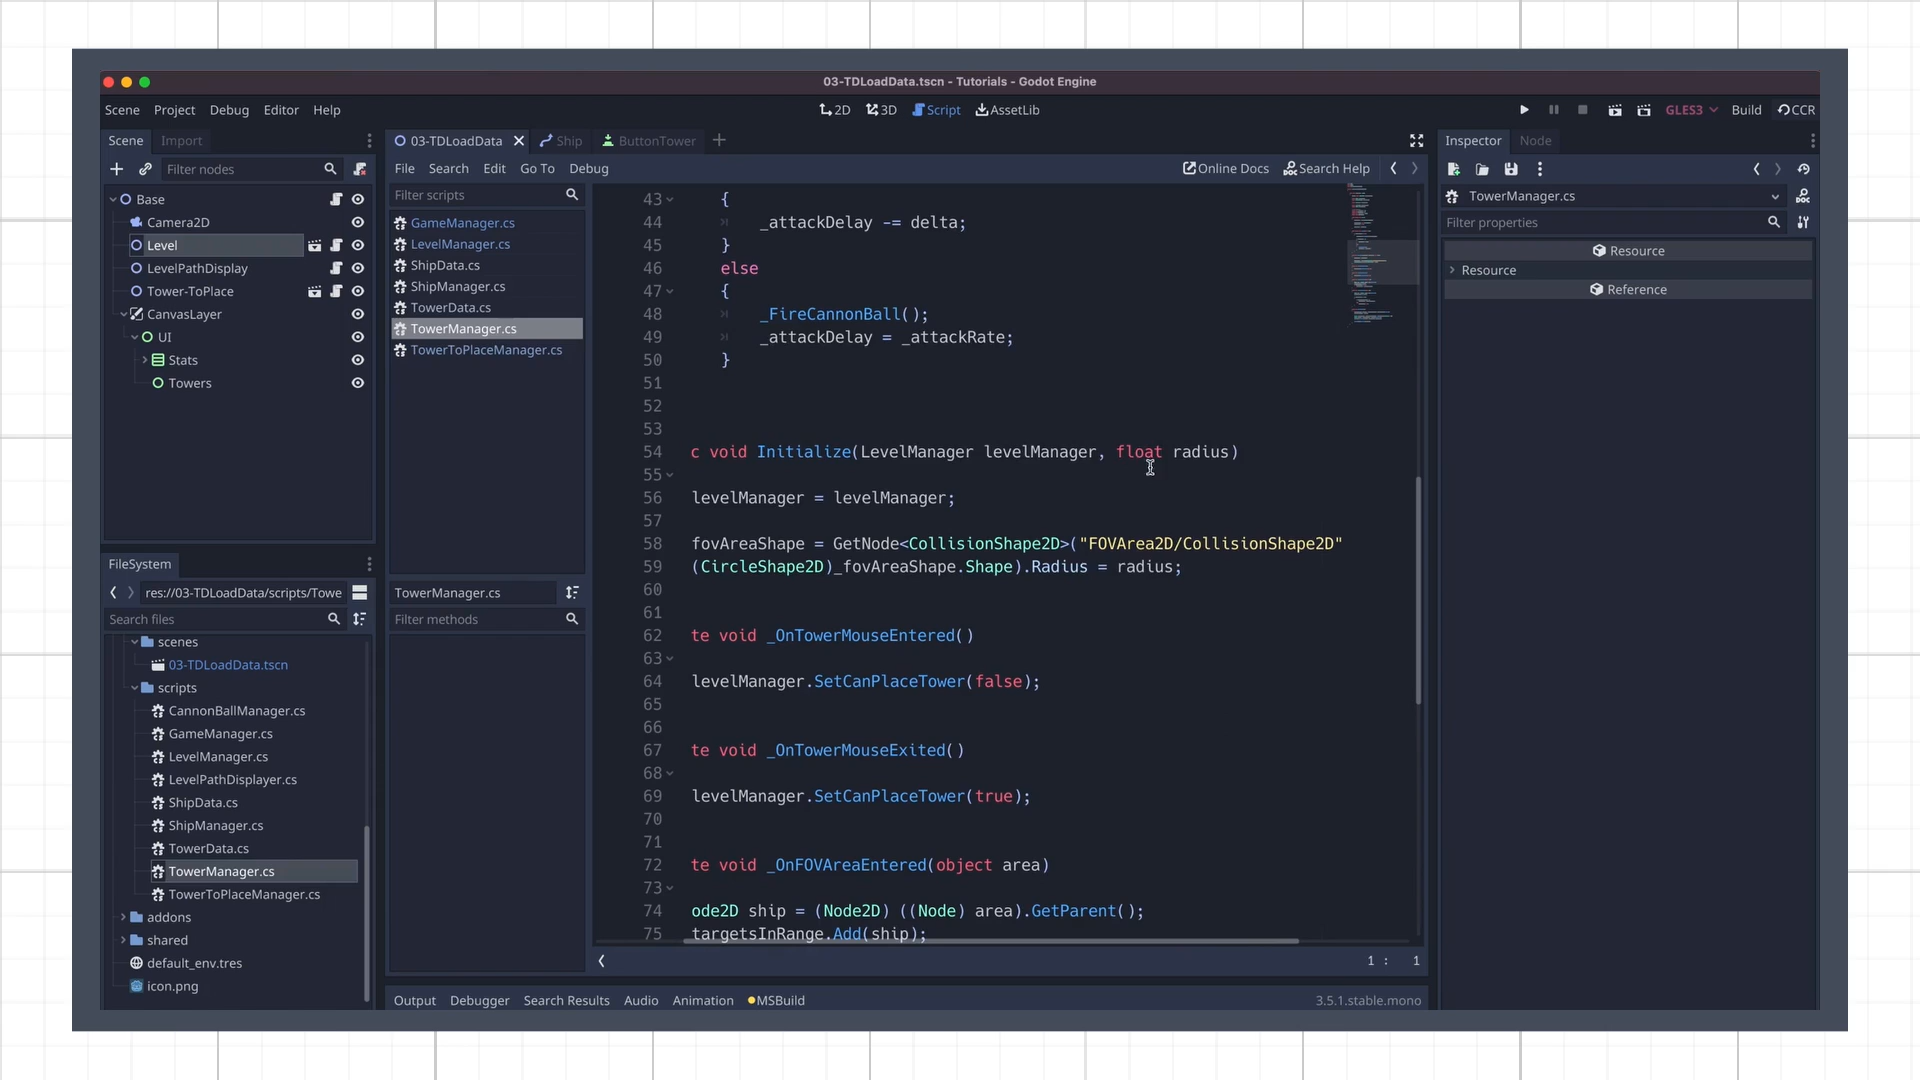 03-TDLoadData.tscn - Tutorials - Godot Engine
Scene Project Debug Editor Help
2D 3D Script AssetLib
GLES3 Build CCR
Scene Import
Filter nodes
Base
Camera2D
Level
LevelPathDisplay
Tower-ToPlace
CanvasLayer
UI
Stats
Towers
FileSystem
res://03-TDLoadData/scripts/Towe
Search files
scenes
03-TDLoadData.tscn
scripts
CannonBallManager.cs
GameManager.cs
LevelManager.cs
LevelPathDisplayer.cs
ShipData.cs
ShipManager.cs
TowerData.cs
TowerManager.cs
TowerToPlaceManager.cs
addons
shared
default_env.tres
icon.png
03-TDLoadData Ship ButtonTower
File Search Edit Go To Debug
Online Docs Search Help
Filter scripts
GameManager.cs
LevelManager.cs
ShipData.cs
ShipManager.cs
TowerData.cs
TowerManager.cs
TowerToPlaceManager.cs
TowerManager.cs
Filter methods
43 {
44 _attackDelay -= delta;
45 }
46 else
47 {
48 _FireCannonBall();
49 _attackDelay = _attackRate;
50 }
51
52
53
54 c void Initialize(LevelManager levelManager, float radius)
55
56 levelManager = levelManager;
57
58 fovAreaShape = GetNode<CollisionShape2D>("FOVArea2D/CollisionShape2D"
59 (CircleShape2D)_fovAreaShape.Shape).Radius = radius;
60
61
62 te void _OnTowerMouseEntered()
63
64 levelManager.SetCanPlaceTower(false);
65
66
67 te void _OnTowerMouseExited()
68
69 levelManager.SetCanPlaceTower(true);
70
71
72 te void _OnFOVAreaEntered(object area)
73
74 ode2D ship = (Node2D) ((Node) area).GetParent();
75 targetsInRange.Add(ship);
1 : 1
Output Debugger Search Results Audio Animation MSBuild
3.5.1.stable.mono
Inspector Node
TowerManager.cs
Filter properties
Resource
Resource
Reference